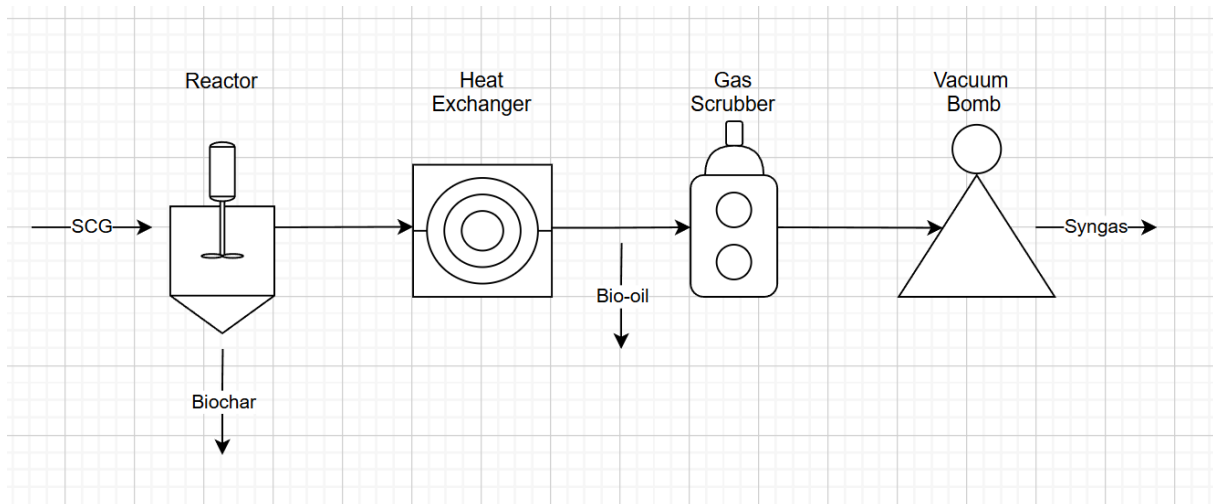 Reactor
Heat
Exchanger
Gas
Scrubber
Vacuum
Bomb
SCG
Syngas
Bio-oil
Biochar